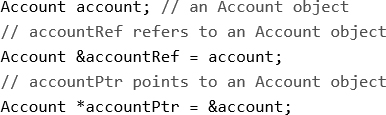 Account account; // an Account object
// accountRef refers to an Account object
Account &accountRef = account;
// accountPtr points to an Account object
Account *accountPtr = &account;